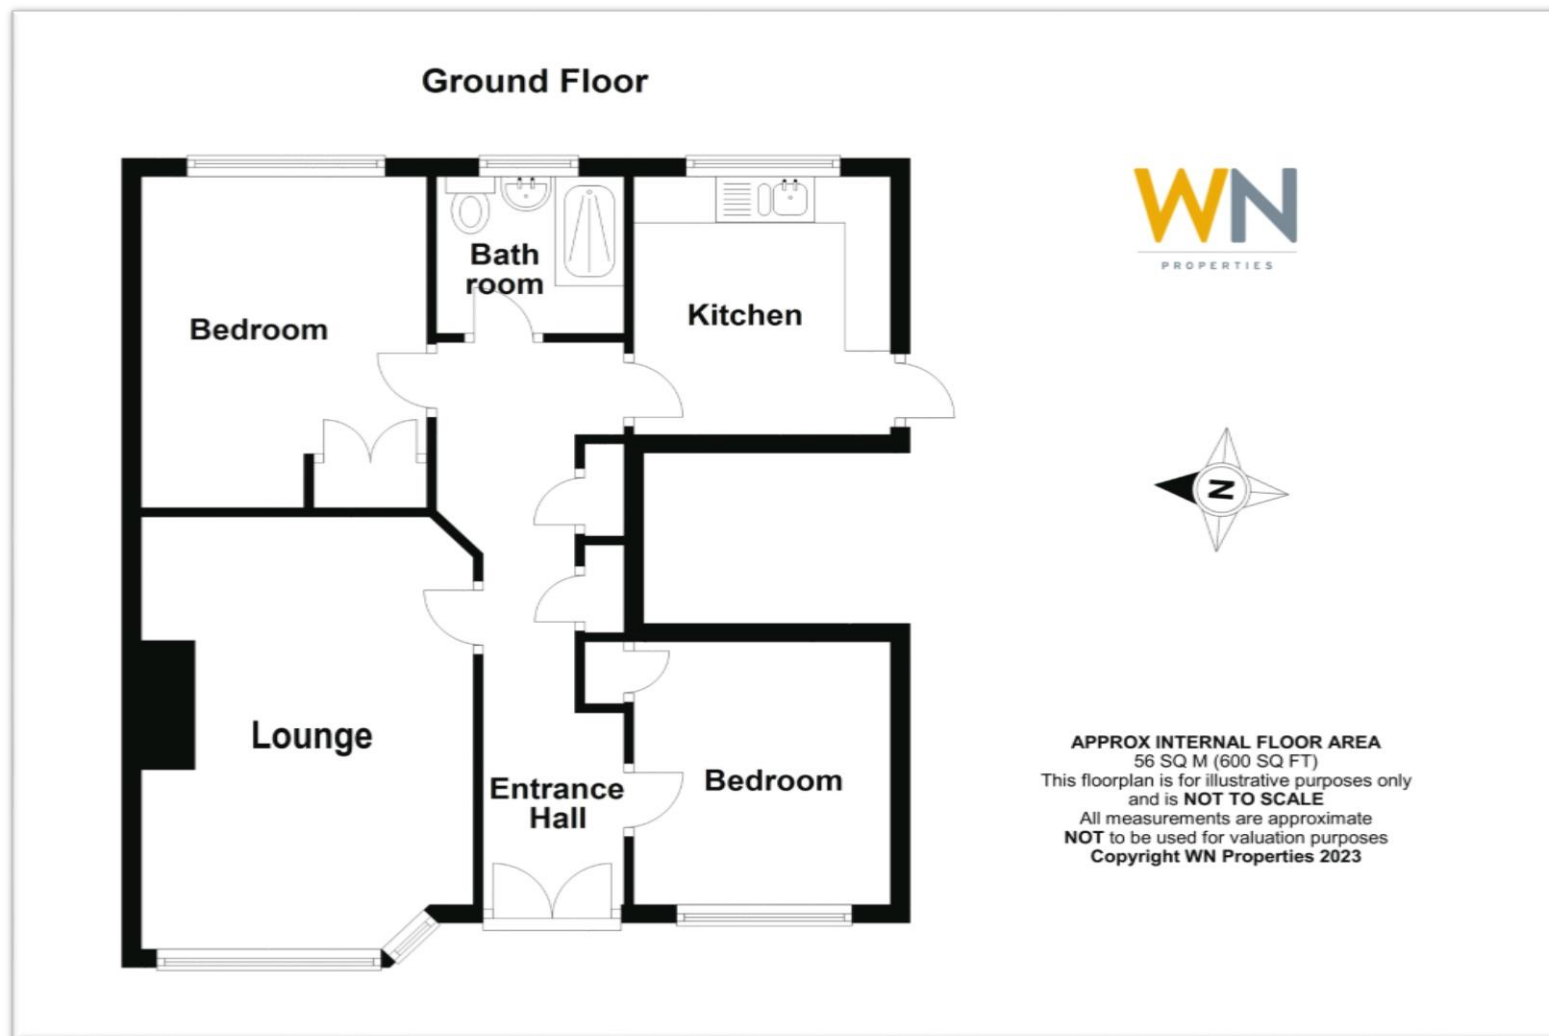 Ground Floor
WN
PROPERTIES
Bath
room
Bedroom
Kitchen
N
Lounge
Entrance
Hall
Bedroom
APPROX INTERNAL FLOOR AREA
56 SQ M (600 SQ FT)
This floorplan is for illustrative purposes only
and is NOT TO SCALE
All measurements are approximate
NOT to be used for valuation purposes
Copyright WN Properties 2023